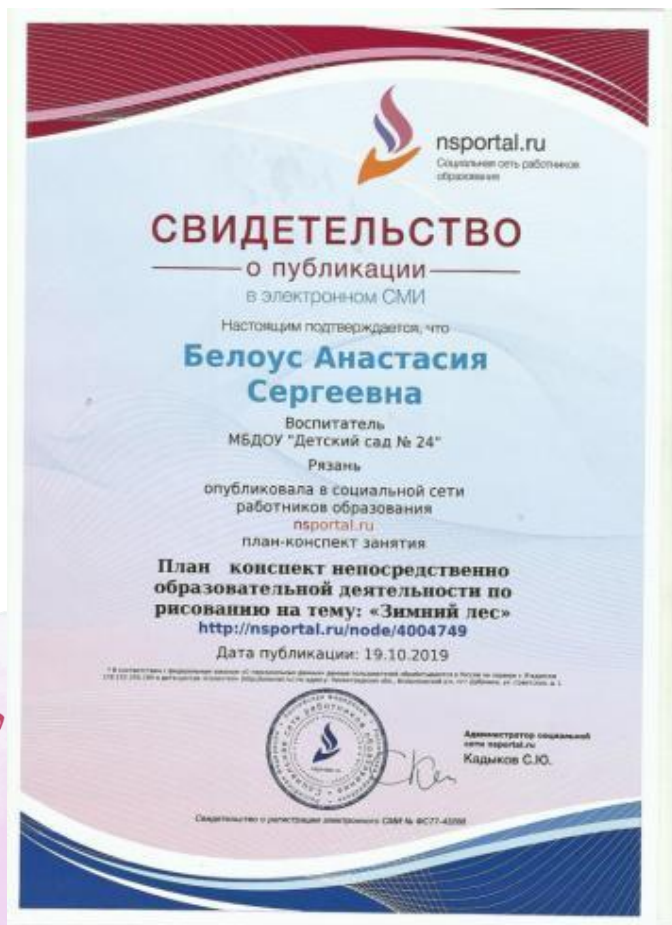 nsportal.ru
Социальная сеть работников
образования
СВИДЕТЕЛЬСТВО
о публикации
в электронном СМИ
Настоящим подтверждается, что
Белоус Анастасия
Сергеевна
Воспитатель
МБДОУ "Детский сад № 24"
Рязань
опубликовала в социальной сети
работников образования
nsportal.ru
план-конспект занятия
План конспект непосредственно
образовательной деятельности по
рисованию на тему: «Зимний лес»
http://nsportal.ru/node/4004749
Дата публикации: 19.10.2019
Администратор социальной
сети nsportal.ru
Кадыков С.Ю.
Свидетельство о регистрации электронного СМИ №